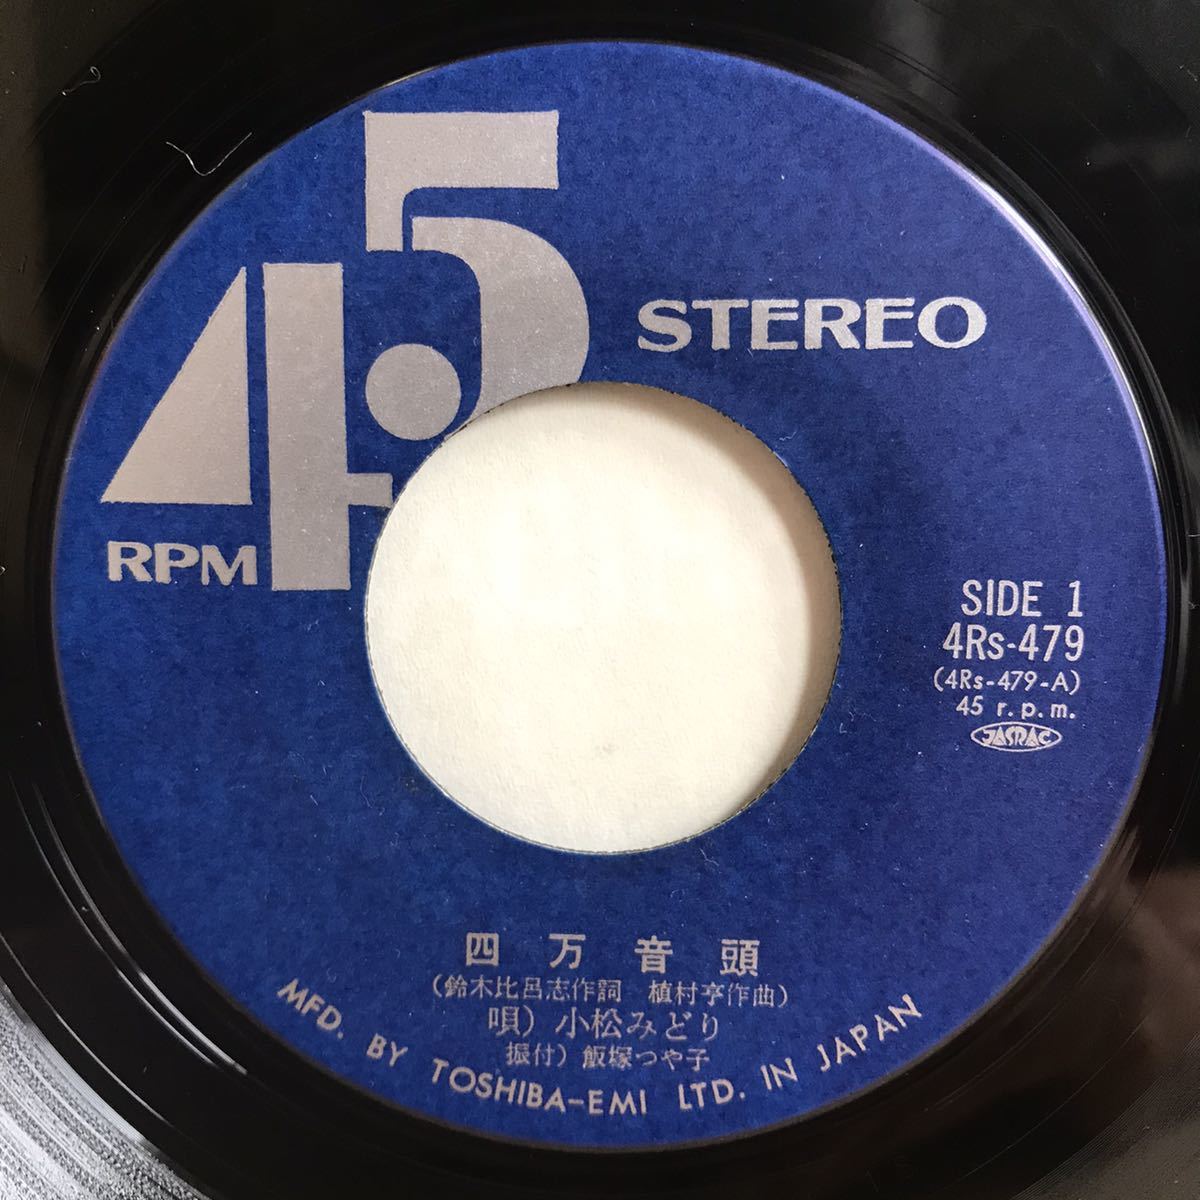 45
RPM
STEREO
SIDE 1
4Rs-479
(4Rs-479-A)
45 r.p.m.
JASRAC
四万音頭
(鈴木比呂志作詞 植村亨作曲)
唄) 小松みどり
振付) 飯塚つや子
MFD. BY TOSHIBA-EMI LTD. IN JAPAN